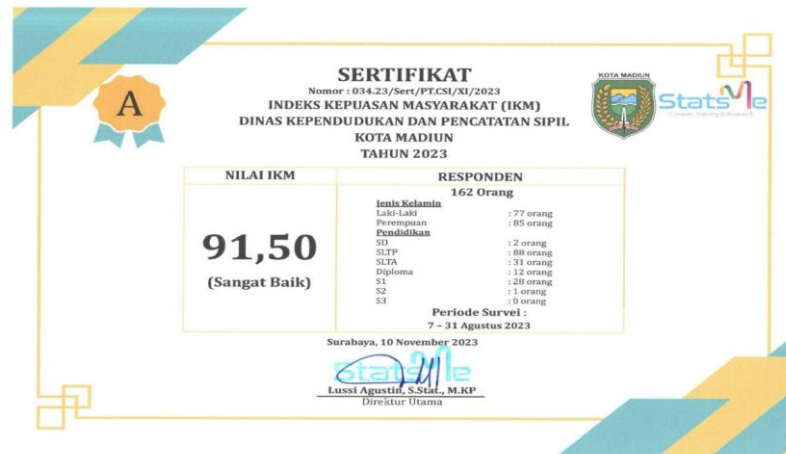 A
SERTIFIKAT
Nomor : 034.23/Sert/PT.CSI/XI/2023
INDEKS KEPUASAN MASYARAKAT (IKM)
DINAS KEPENDUDUKAN DAN PENCATATAN SIPIL
KOTA MADIUN
TAHUN 2023
KOTA MADIUN
StatsMe
Consult, Training & Research
NILAI IKM
91,50
(Sangat Baik)
RESPONDEN
162 Orang
Jenis Kelamin
Laki-Laki : 77 orang
Perempuan : 85 orang
Pendidikan
SD : 2 orang
SLTP : 88 orang
SLTA : 31 orang
Diploma : 12 orang
S1 : 28 orang
S2 : 1 orang
S3 : 0 orang
Periode Survei :
7 – 31 Agustus 2023
Surabaya, 10 November 2023
StatsMe
Lussi Agustin, S.Stat., M.KP
Direktur Utama